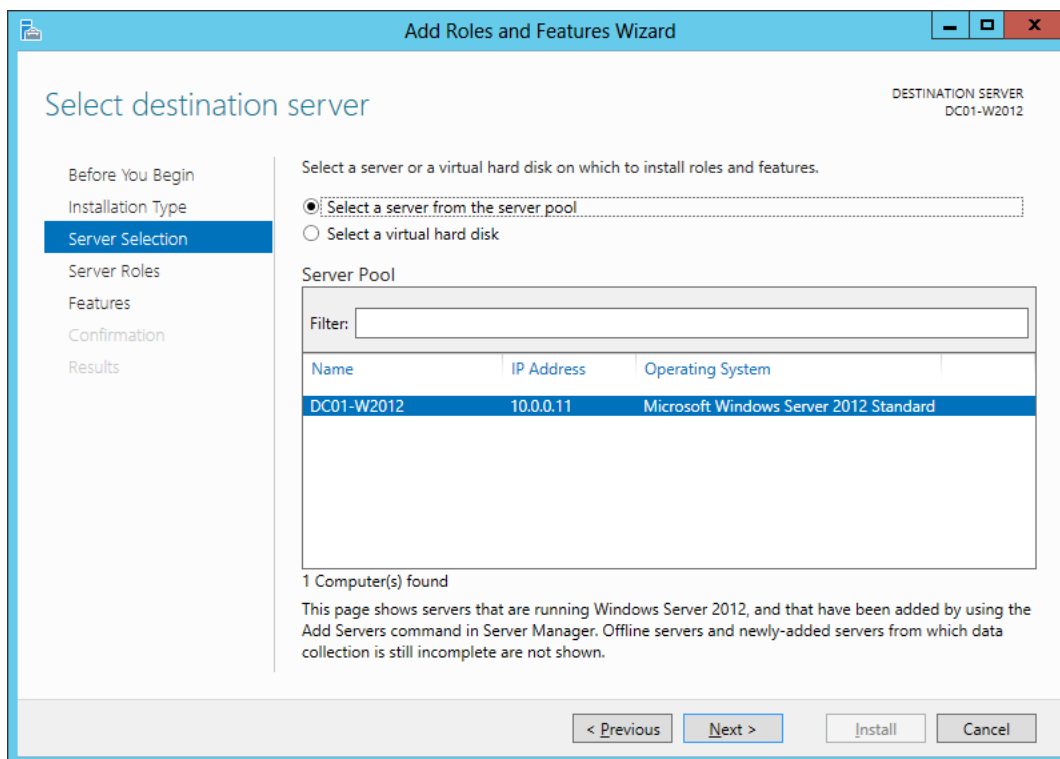 Add Roles and Features Wizard
Select destination server
DESTINATION SERVER
DC01-W2012
Before You Begin
Installation Type
Server Selection
Server Roles
Features
Confirmation
Results
Select a server or a virtual hard disk on which to install roles and features.
Select a server from the server pool
Select a virtual hard disk
Server Pool
Filter:
Name IP Address Operating System
DC01-W2012 10.0.0.11 Microsoft Windows Server 2012 Standard
1 Computer(s) found
This page shows servers that are running Windows Server 2012, and that have been added by using the
Add Servers command in Server Manager. Offline servers and newly-added servers from which data
collection is still incomplete are not shown.
< Previous Next > Install Cancel